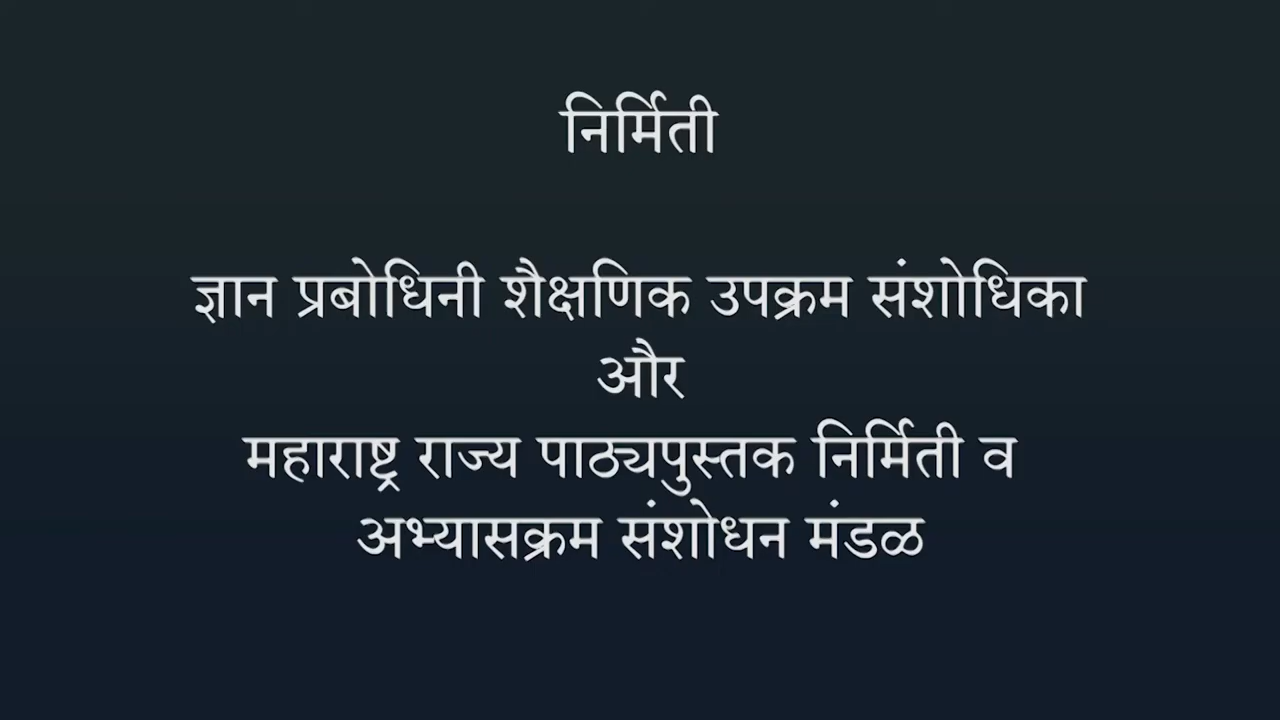 निर्मिती
ज्ञान प्रबोधिनी शैक्षणिक उपक्रम संशोधिका
और
महाराष्ट्र राज्य पाठ्यपुस्तक निर्मिती व
अभ्यासक्रम संशोधन मंडळ